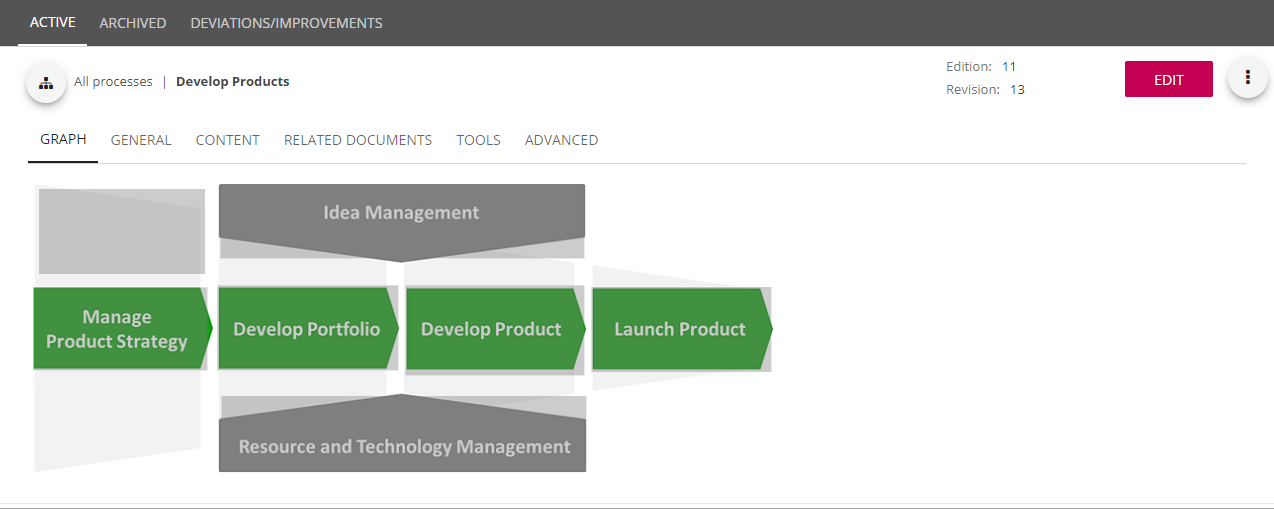 ACTIVE ARCHIVED DEVIATIONS/IMPROVEMENTS
All processes | Develop Products
Edition: 11
Revision: 13
EDIT
GRAPH GENERAL CONTENT RELATED DOCUMENTS TOOLS ADVANCED
Idea Management
Manage
Product Strategy
Develop Portfolio
Develop Product
Launch Product
Resource and Technology Management